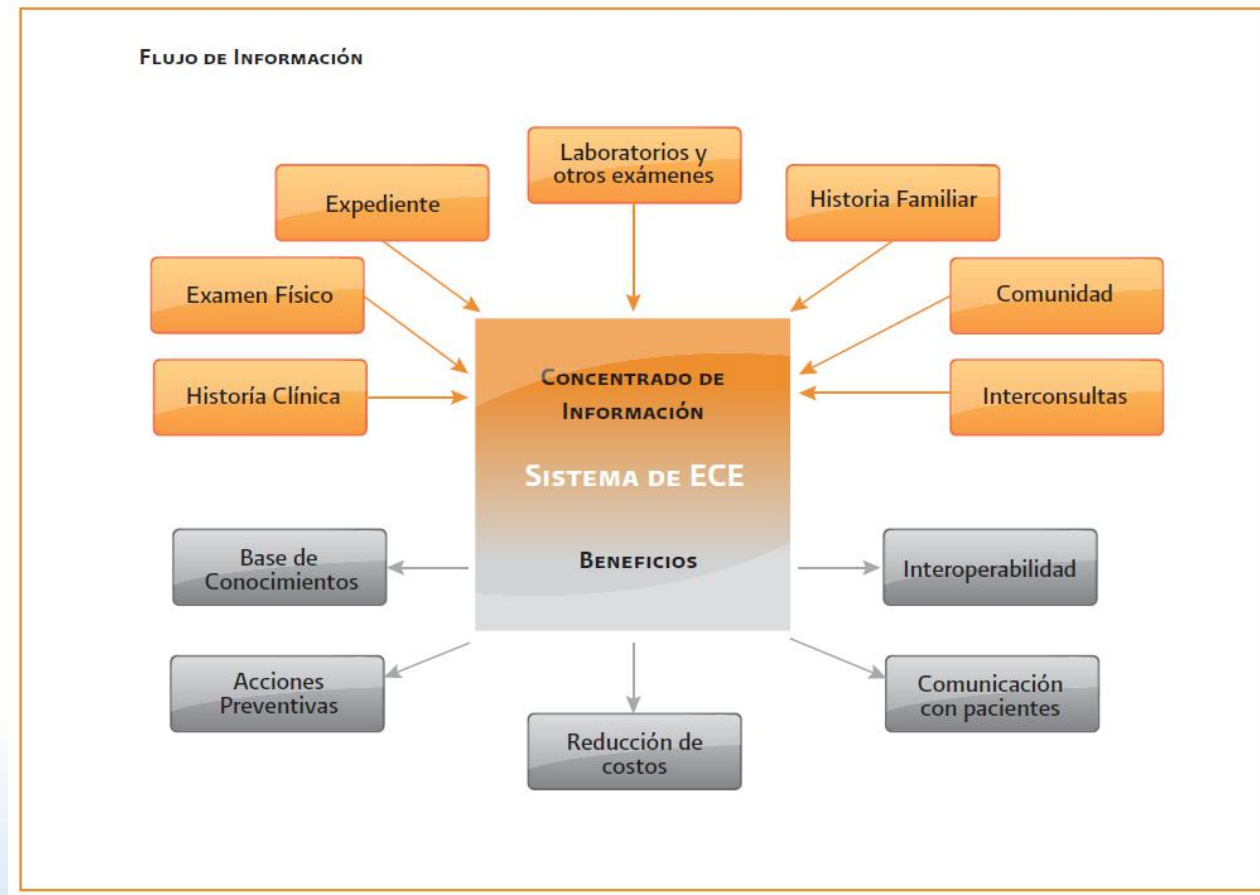 Flujo de Información
Laboratorios y
otros exámenes
Expediente
Historia Familiar
Examen Físico
Comunidad
Historía Clínica
Interconsultas
Concentrado de
Información
Sistema de ECE
Beneficios
Base de
Conocimientos
Interoperabilidad
Acciones
Preventivas
Comunicación
con pacientes
Reducción de
costos